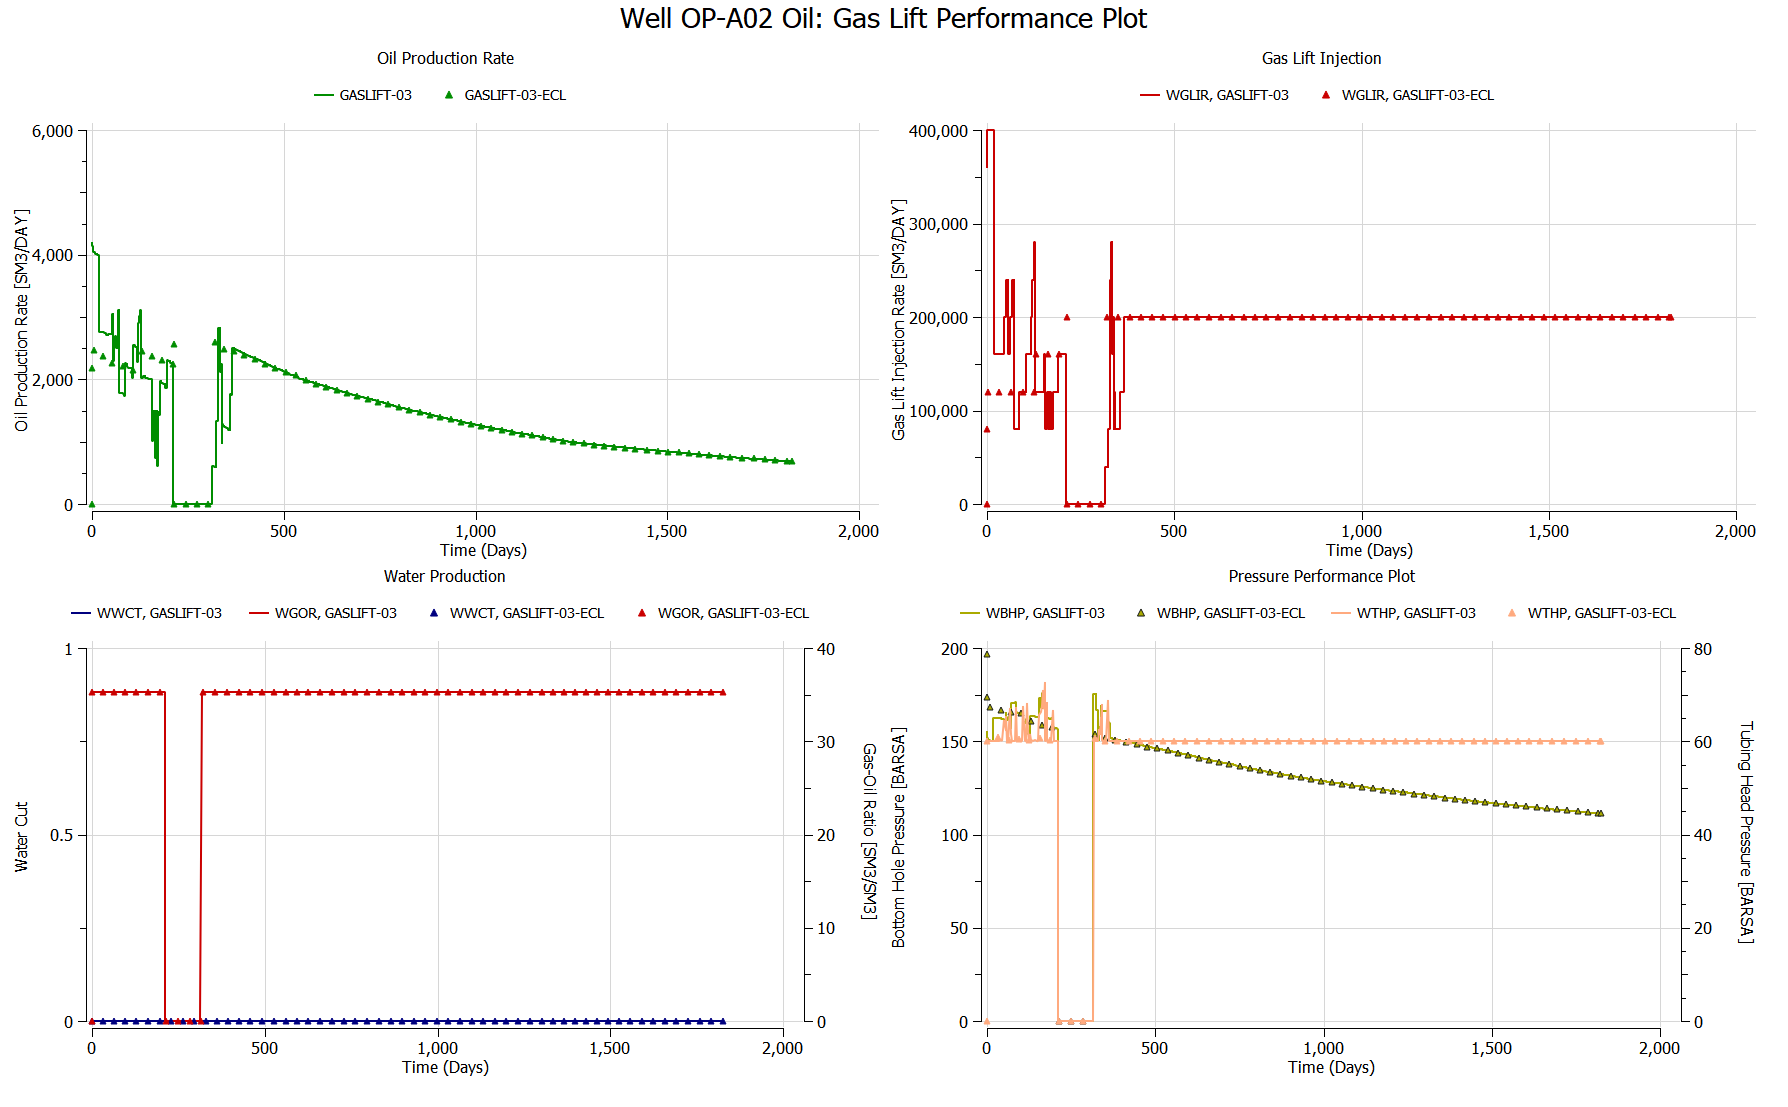 Well OP-A02 Oil: Gas Lift Performance Plot
Oil Production Rate
GASLIFT-03
GASLIFT-03-ECL
Oil Production Rate [SM3/DAY]
6,000
4,000
2,000
0
0
500
1,000
1,500
2,000
Time (Days)
Gas Lift Injection
WGLIR, GASLIFT-03
WGLIR, GASLIFT-03-ECL
Gas Lift Injection Rate [SM3/DAY]
400,000
300,000
200,000
100,000
0
0
500
1,000
1,500
2,000
Time (Days)
Water Production
WWCT, GASLIFT-03
WGOR, GASLIFT-03
WWCT, GASLIFT-03-ECL
WGOR, GASLIFT-03-ECL
Water Cut
1
0.5
0
40
30
20
10
0
Gas-Oil Ratio [SM3/SM3]
0
500
1,000
1,500
2,000
Time (Days)
Pressure Performance Plot
WBHP, GASLIFT-03
WBHP, GASLIFT-03-ECL
WTHP, GASLIFT-03
WTHP, GASLIFT-03-ECL
Bottom Hole Pressure [BARSA]
200
150
100
50
0
80
60
40
20
0
Tubing Head Pressure [BARSA]
0
500
1,000
1,500
2,000
Time (Days)